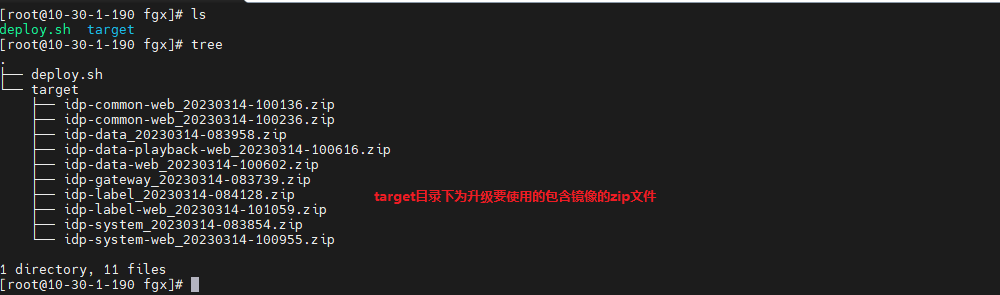 [root@10-30-1-190 fgx]# ls
deploy.sh  target
[root@10-30-1-190 fgx]# tree
.
├── deploy.sh
└── target
    ├── idp-common-web_20230314-100136.zip
    ├── idp-common-web_20230314-100236.zip
    ├── idp-data_20230314-083958.zip
    ├── idp-data-playback-web_20230314-100616.zip
    ├── idp-data-web_20230314-100602.zip
    ├── idp-gateway_20230314-083739.zip
    ├── idp-label_20230314-084128.zip
target目录下为升级要使用的包含镜像的zip文件
    ├── idp-label-web_20230314-101059.zip
    ├── idp-system_20230314-083854.zip
    └── idp-system-web_20230314-100955.zip
1 directory, 11 files
[root@10-30-1-190 fgx]#